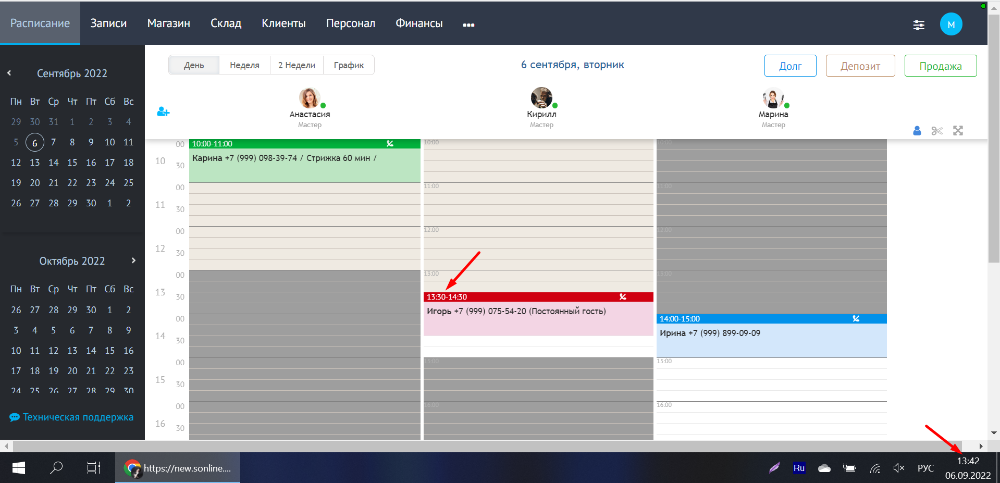 Расписание Записи Магазин Склад Клиенты Персонал Финансы ••• М
Сентябрь 2022
Пн Вт Ср Чт Пт Сб Вс
29 30 31 1 2 3 4
5 6 7 8 9 10 11
12 13 14 15 16 17 18
19 20 21 22 23 24 25
26 27 28 29 30 1 2
Октябрь 2022
Пн Вт Ср Чт Пт Сб Вс
26 27 28 29 30 1 2
3 4 5 6 7 8 9
10 11 12 13 14 15 16
17 18 19 20 21 22 23
24 25 26 27 28 29 30
Техническая поддержка
День Неделя 2 Недели График
6 сентября, вторник
Долг Депозит Продажа
Анастасия
Мастер
Кирилл
Мастер
Марина
Мастер
00
10
30
00
11
30
00
12
30
00
13
30
00
14
30
00
15
30
00
16
30
10:00-11:00
Карина +7 (999) 098-39-74 / Стрижка 60 мин /
10:00
11:00
12:00
13:00
13:30-14:30
Игорь +7 (999) 075-54-20 (Постоянный гость)
15:00
16:00
10:00
11:00
12:00
13:00
14:00-15:00
Ирина +7 (999) 899-09-09
15:00
16:00
https://new.sonline....
Ru
РУС
13:42
06.09.2022